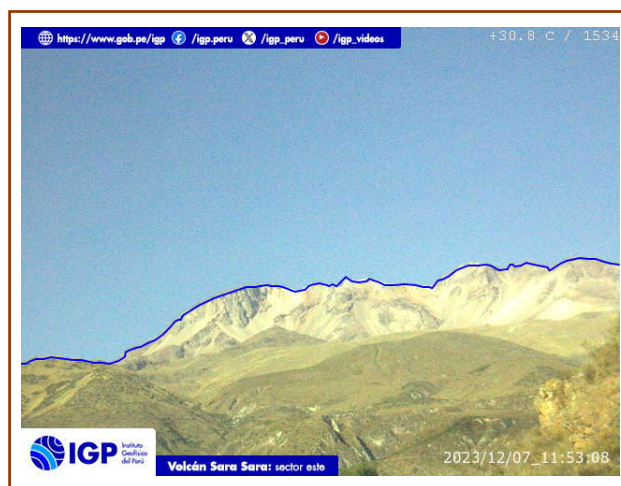 https://www.gob.pe/igp /igp.peru /igp_peru /igp_videos
+30.8 C / 1534
IGP Instituto
Geofísico
del Perú
Volcán Sara Sara: sector este
2023/12/07_11:53:08